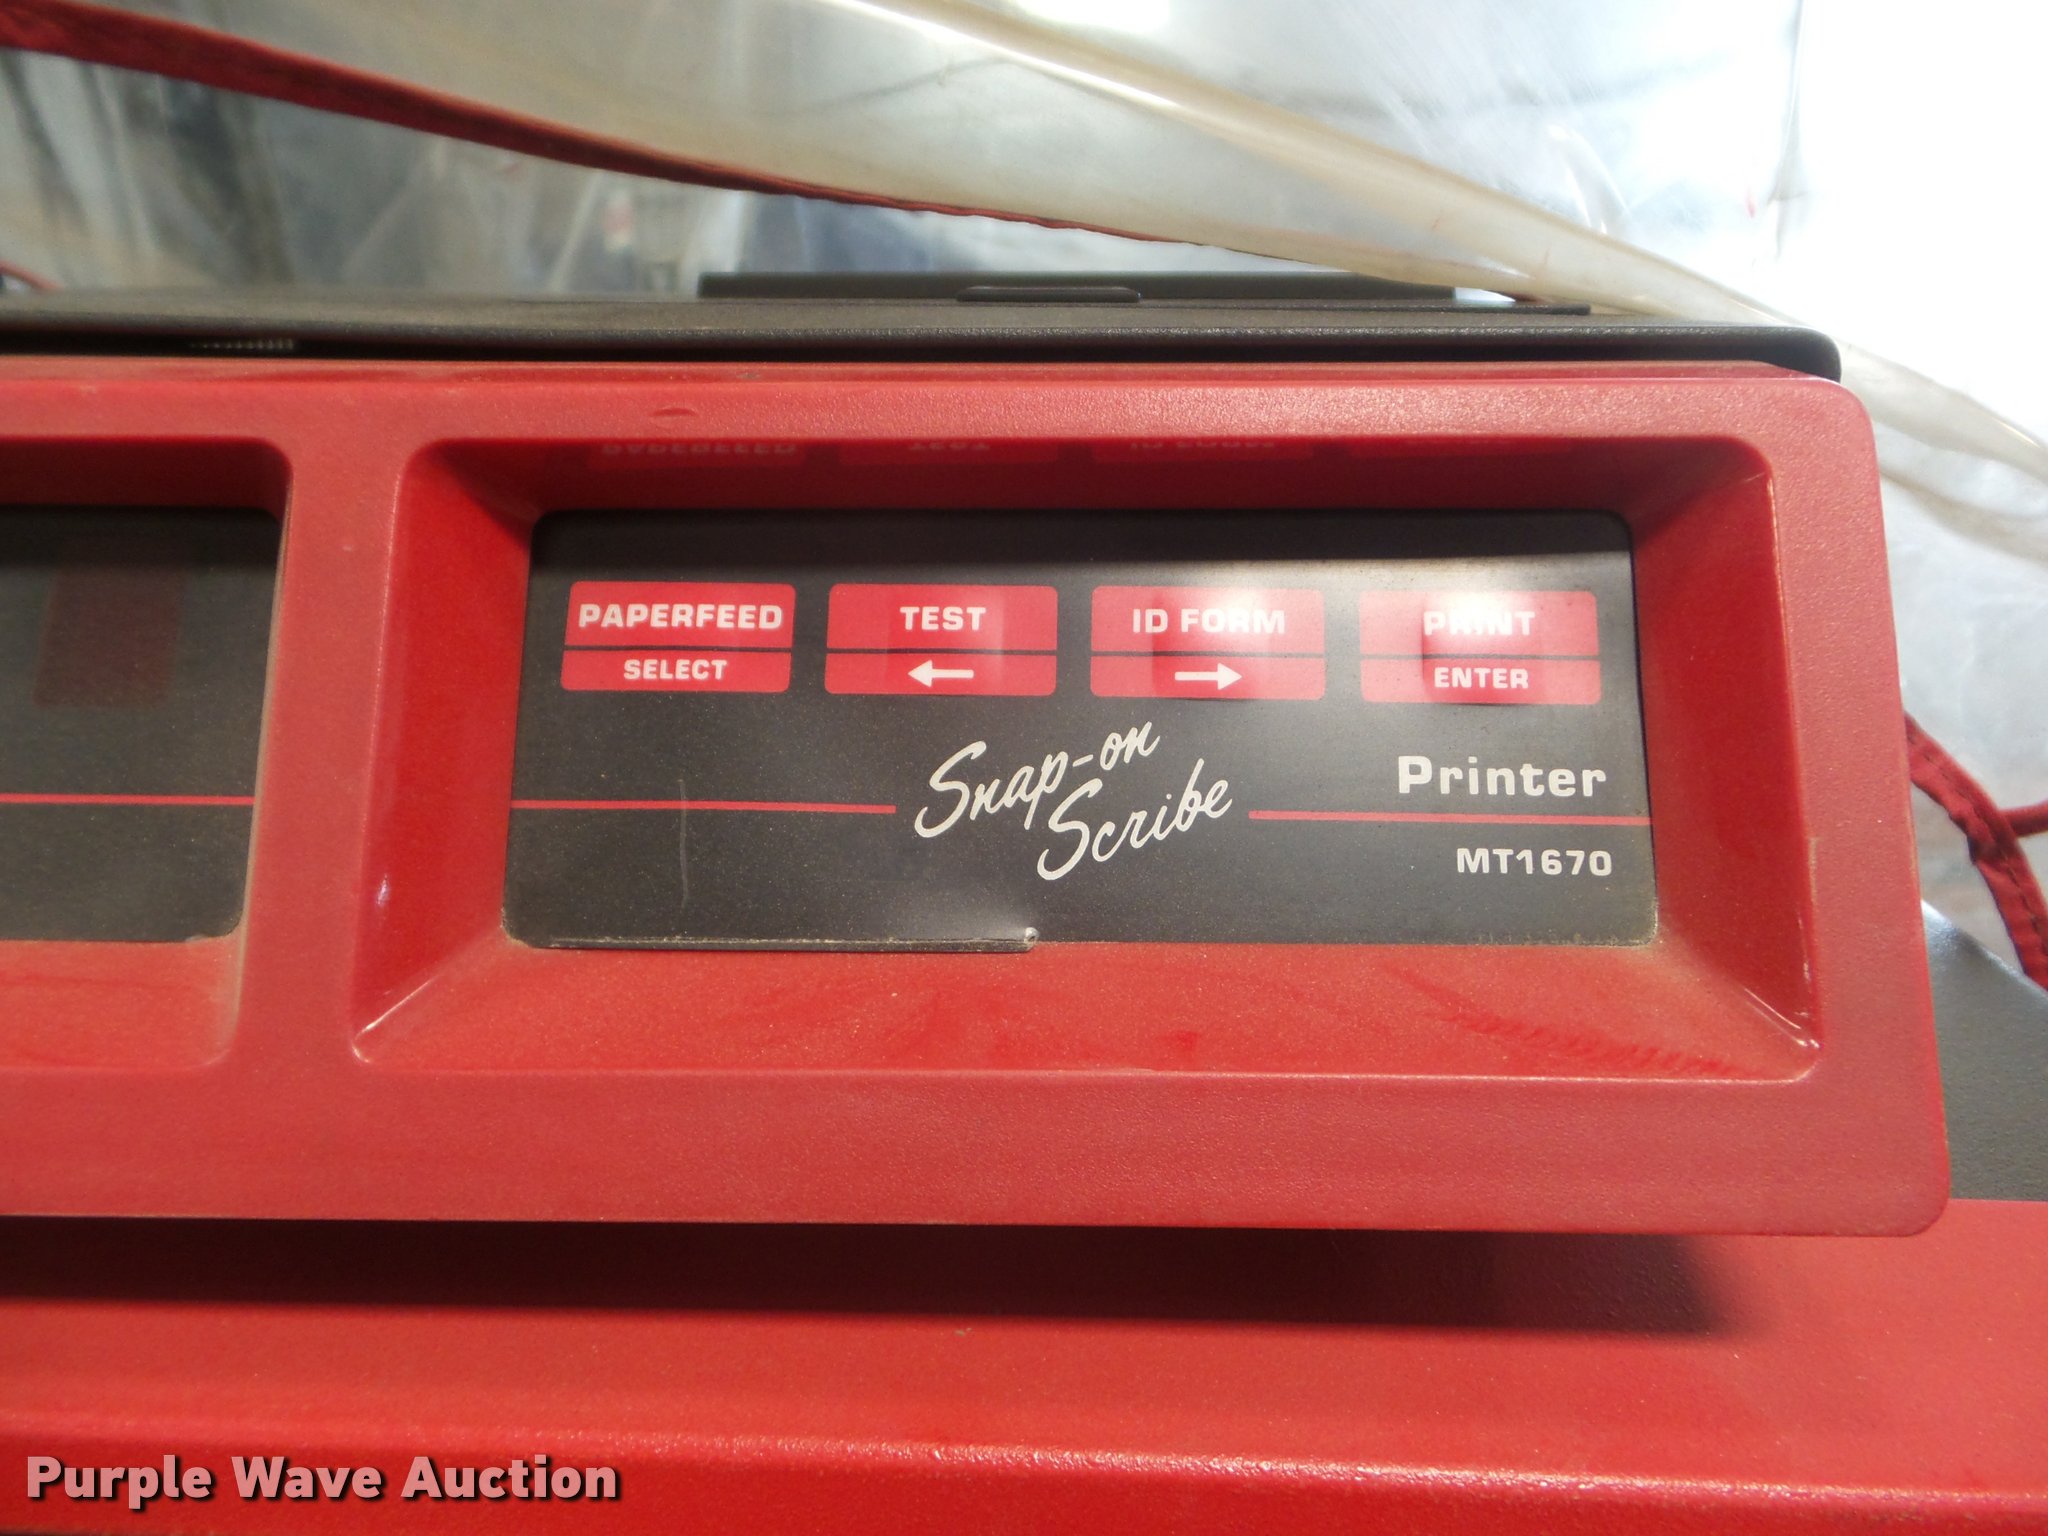 PAPERFEED TEST ID FORM PRINT
SELECT ← → ENTER
Snap-on
Scribe
Printer
MT1670
Purple Wave Auction